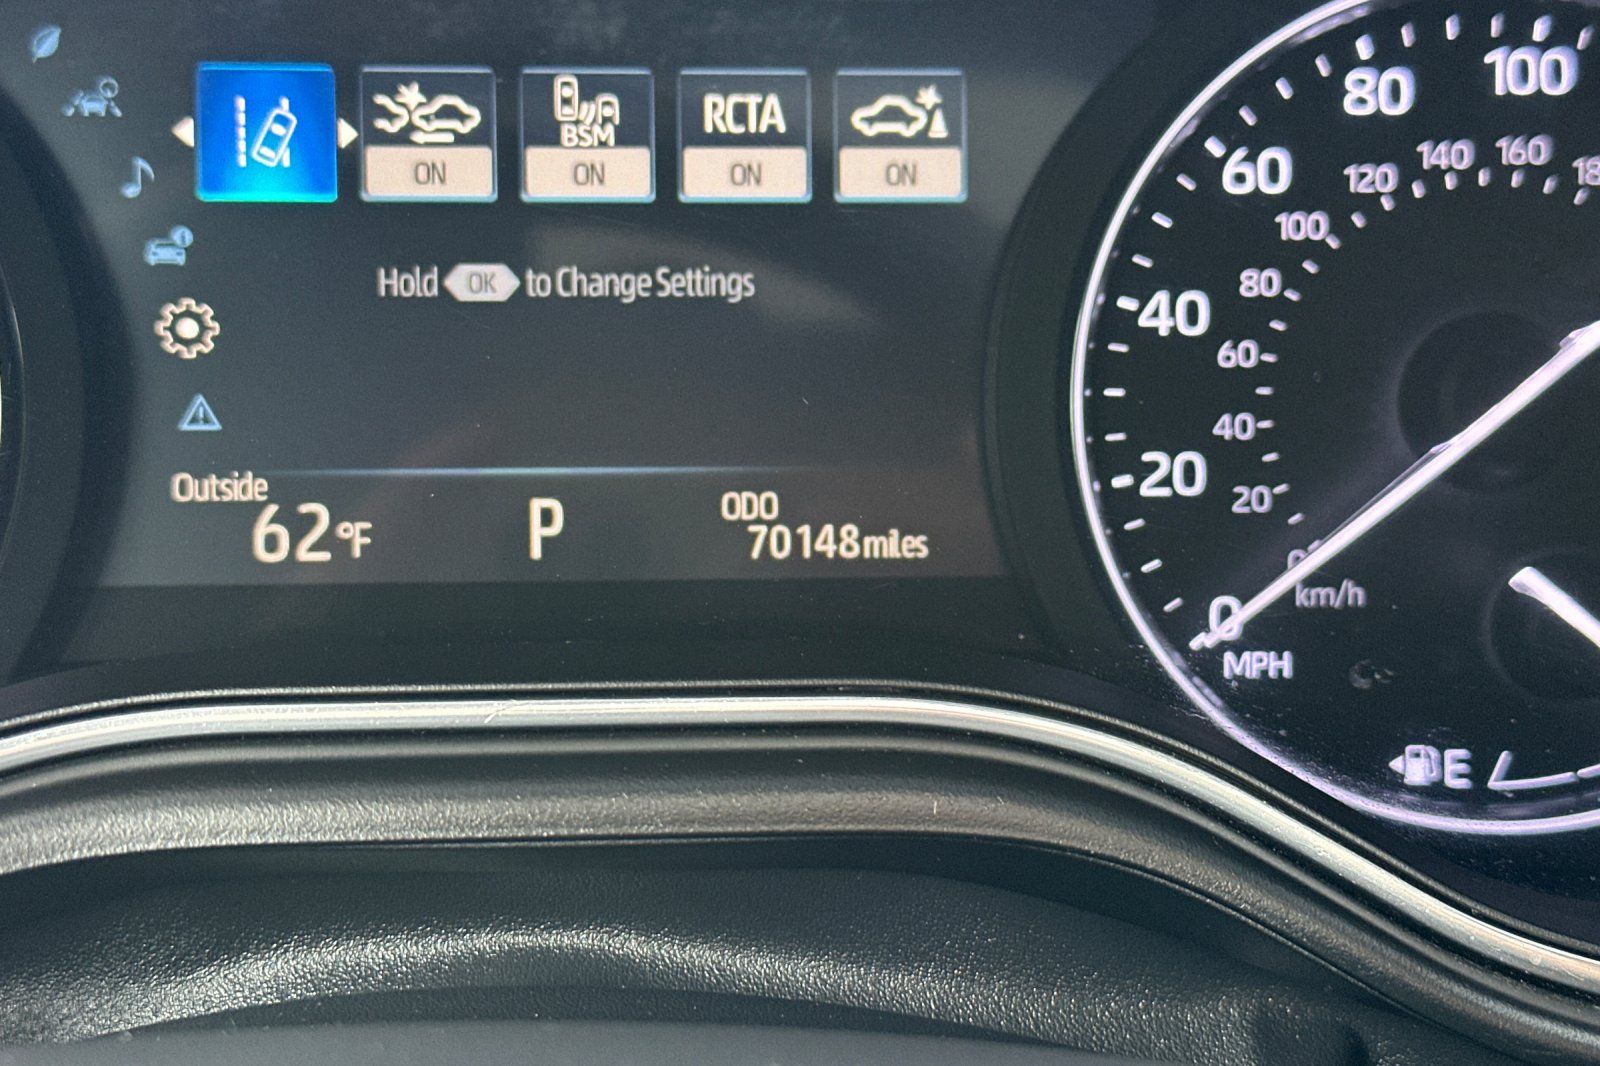 BSM
RCTA
ON
ON
ON
ON
Hold OK to Change Settings
Outside
62°F
P
ODO
70148 miles
100
80
60
40
20
0
MPH
160
140
120
100
80
60
40
20
km/h
E